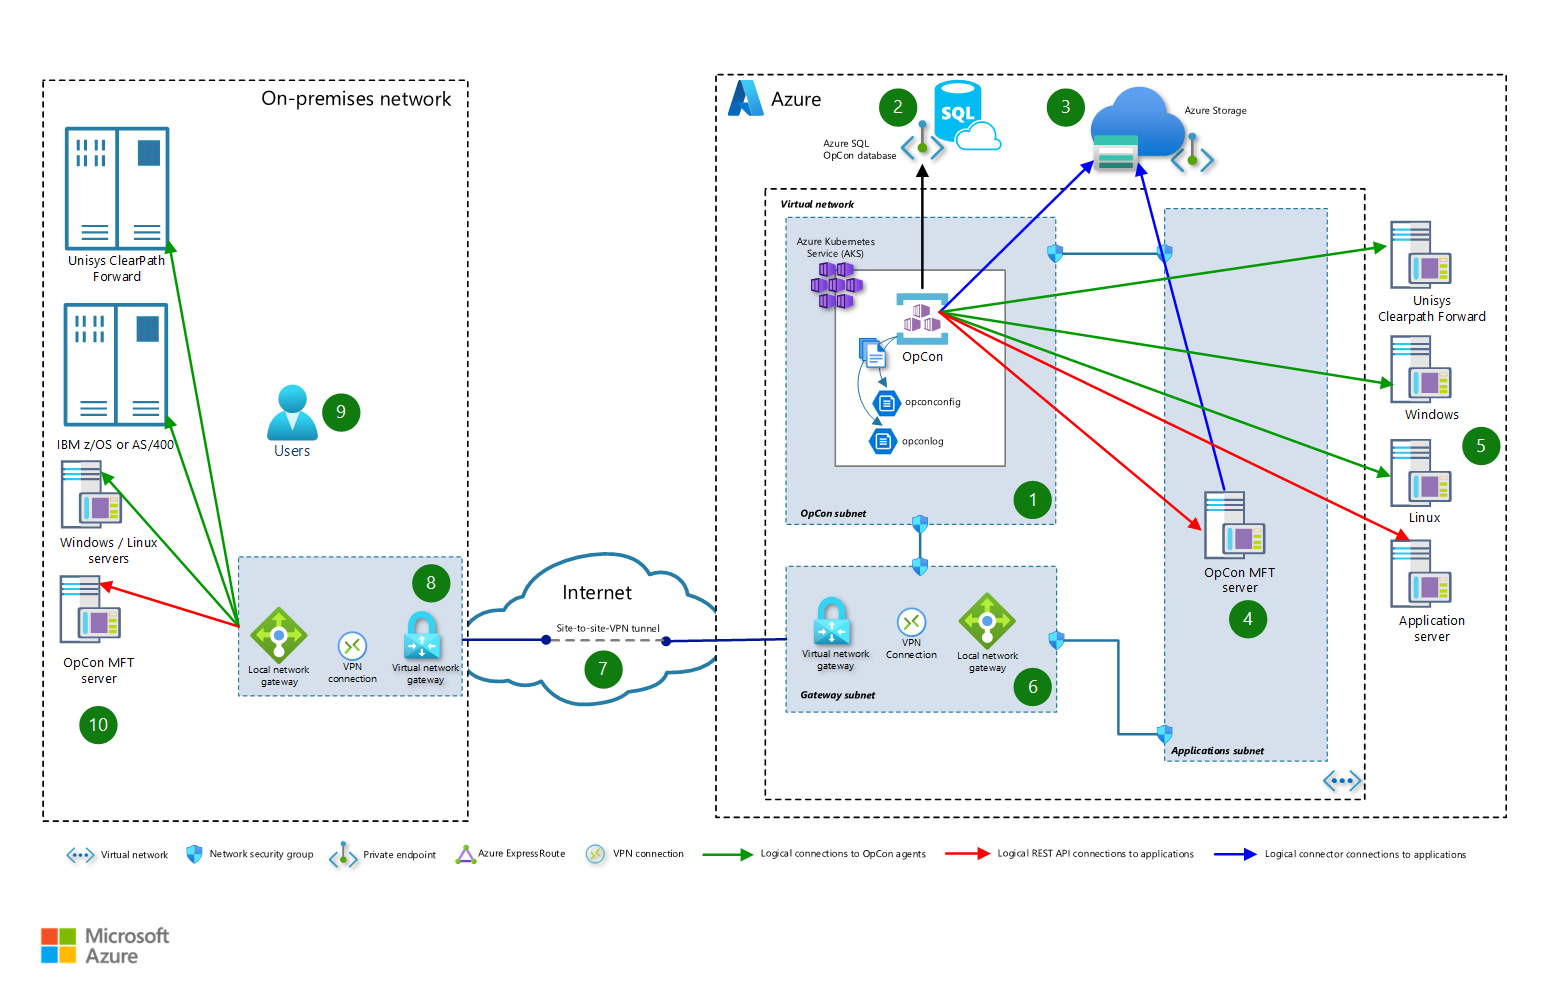 On-premises network
Unisys ClearPath
Forward
IBM z/OS or AS/400
Windows / Linux
servers
OpCon MFT
server
10
Users
9
8
Local network
gateway
VPN
connection
Virtual network
gateway
Internet
Site-to-site-VPN tunnel
7
Azure
2
SQL
Azure SQL
OpCon database
3
Azure Storage
Virtual network
Azure Kubernetes
Service (AKS)
OpCon
opconconfig
opconlog
1
OpCon subnet
Virtual network
gateway
VPN
Connection
Local network
gateway
Gateway subnet
6
OpCon MFT
server
4
Applications subnet
Unisys
Clearpath Forward
Windows
5
Linux
Application
server
Virtual network
Network security group
Private endpoint
Azure ExpressRoute
VPN connection
Logical connections to OpCon agents
Logical REST API connections to applications
Logical connector connections to applications
Microsoft
Azure